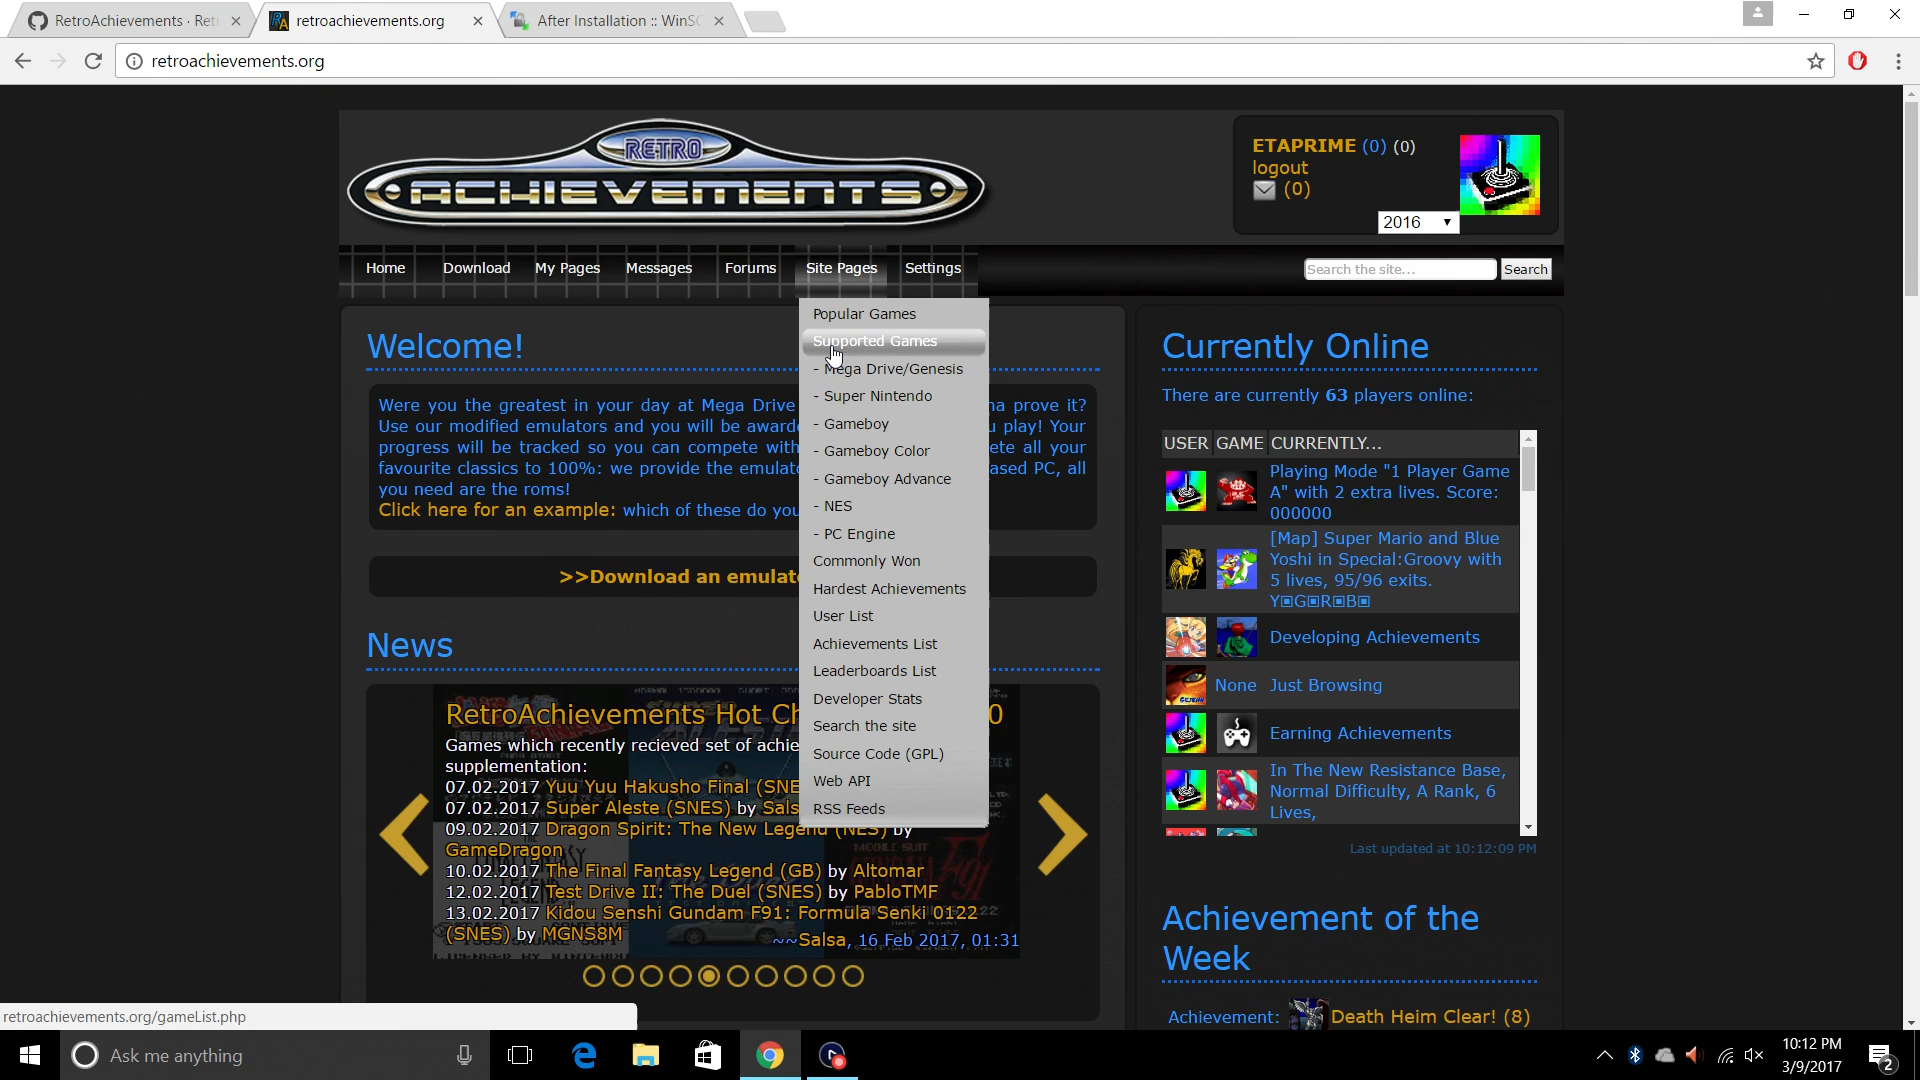 RetroAchievements · Ret
retroachievements.org
After Installation :: WinSC
retroachievements.org
RETRO
ACHIEVEMENTS
ETAPRIME (0) (0)
logout
(0)
2016
Home
Download
My Pages
Messages
Forums
Site Pages
Settings
Search the site...
Search
Popular Games
Supported Games
- Mega Drive/Genesis
- Super Nintendo
- Gameboy
- Gameboy Color
- Gameboy Advance
- NES
- PC Engine
Commonly Won
Hardest Achievements
User List
Achievements List
Leaderboards List
Developer Stats
Search the site
Source Code (GPL)
Web API
RSS Feeds
Welcome!
Were you the greatest in your day at Mega Drive
na prove it?
Use our modified emulators and you will be awarde
u play! Your
progress will be tracked so you can compete with
ete all your
favourite classics to 100%: we provide the emulato
ased PC, all
you need are the roms!
Click here for an example: which of these do you
>>Download an emulato
News
RetroAchievements Hot Ch
0
Games which recently recieved set of achie
supplementation:
07.02.2017 Yuu Yuu Hakusho Final (SNE
07.02.2017 Super Aleste (SNES) by Sals
09.02.2017 Dragon Spirit: The New Legend (NES) by
GameDragon
10.02.2017 The Final Fantasy Legend (GB) by Altomar
12.02.2017 Test Drive II: The Duel (SNES) by PabloTMF
13.02.2017 Kidou Senshi Gundam F91: Formula Senki 0122
(SNES) by MGNS8M
~~Salsa, 16 Feb 2017, 01:31
Currently Online
There are currently 63 players online:
USER GAME CURRENTLY...
Playing Mode "1 Player Game
A" with 2 extra lives. Score:
000000
[Map] Super Mario and Blue
Yoshi in Special:Groovy with
5 lives, 95/96 exits.
Y▣G▣R▣B▣
Developing Achievements
None Just Browsing
Earning Achievements
In The New Resistance Base,
Normal Difficulty, A Rank, 6
Lives,
Last updated at 10:12:09 PM
Achievement of the
Week
Achievement: Death Heim Clear! (8)
retroachievements.org/gameList.php
Ask me anything
10:12 PM
3/9/2017
2